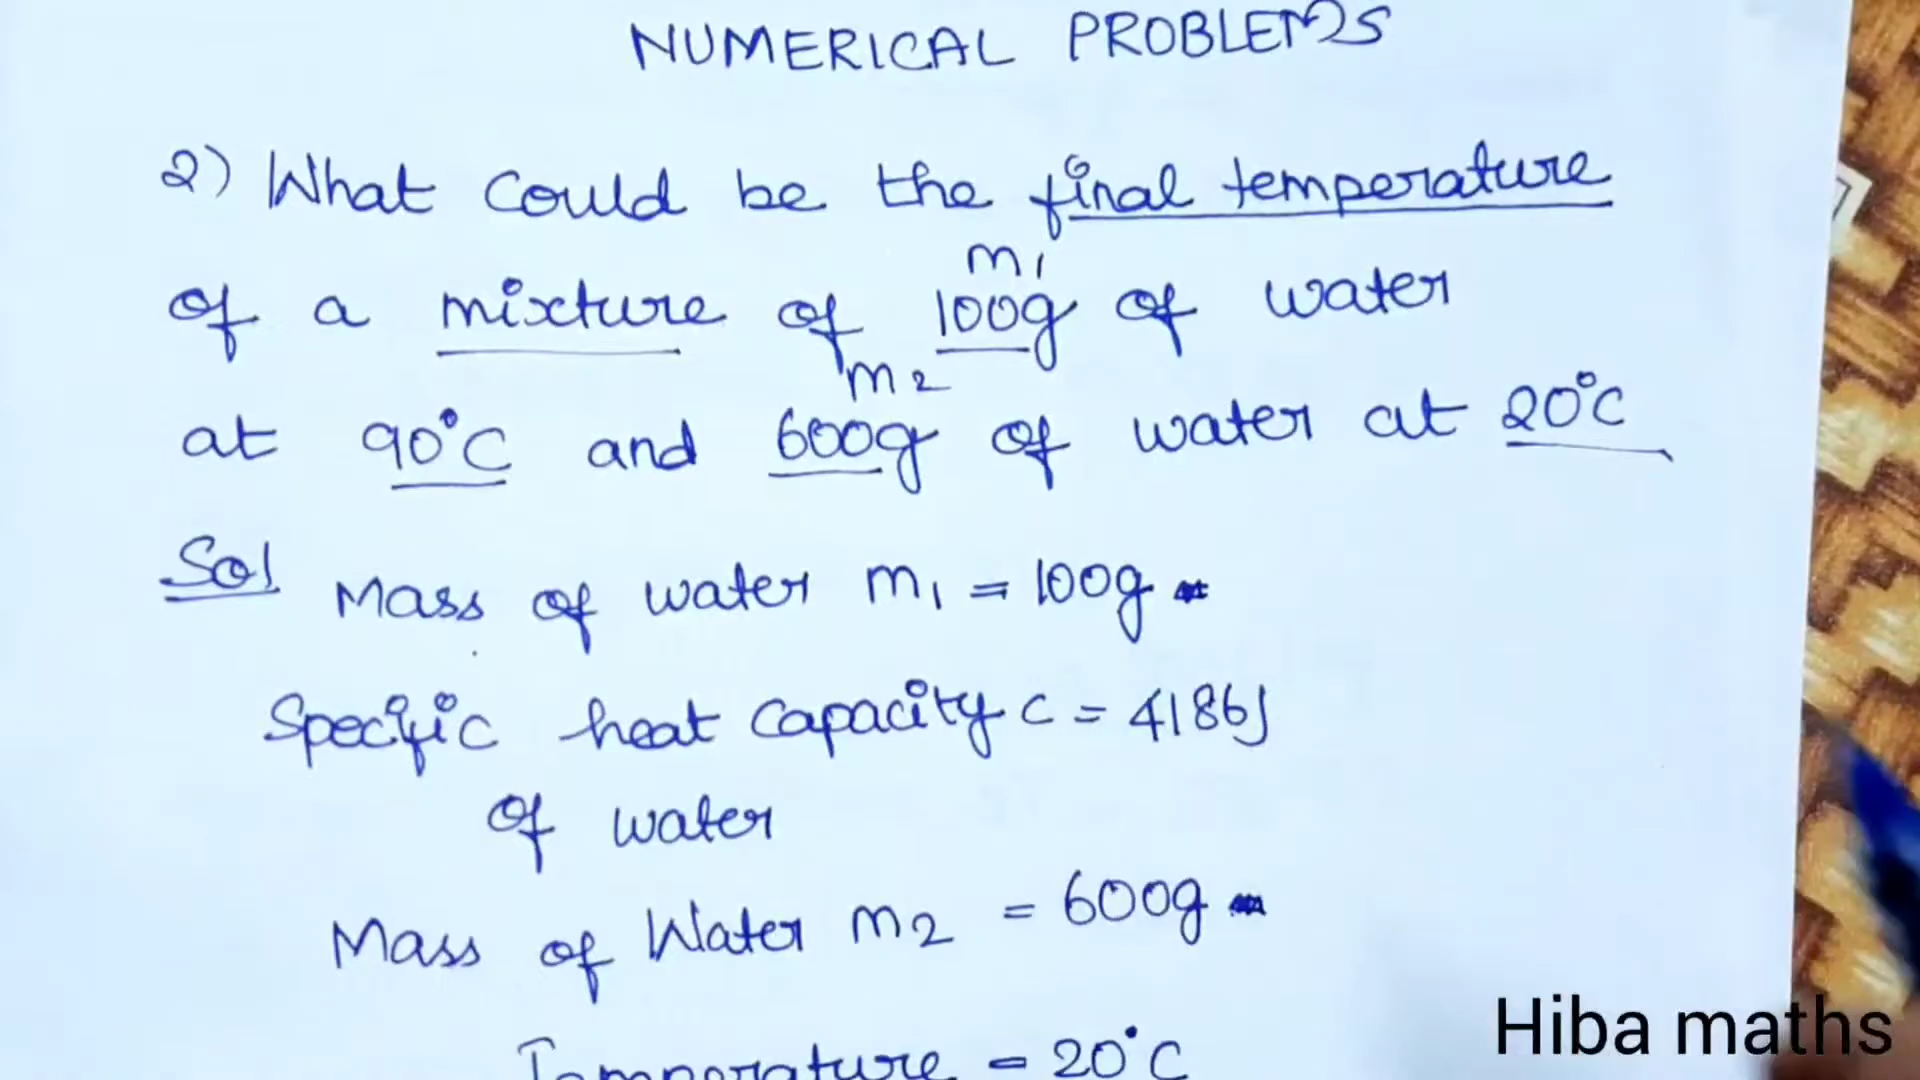 NUMERICAL PROBLEMS
2) What could be the final temperature
m1
of a mixture of 100g of water
m2
at 90°C and 600g of water at 20°C
Sol Mass of water m1 = 100g
Specific heat capacity c = 4186J
of water
Mass of Water m2 = 600g
Temperature = 20°C
Hiba maths